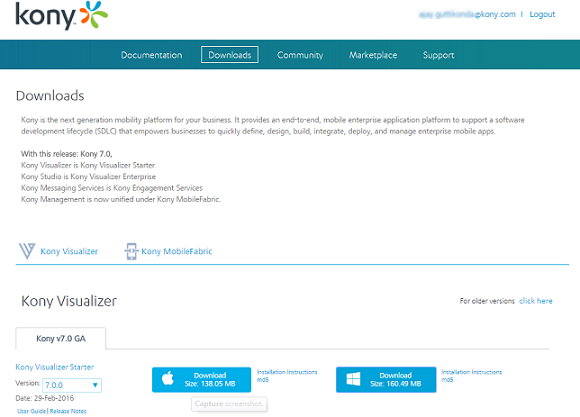 kony
@kony.com | Logout
Documentation Downloads Community Marketplace Support
Downloads
Kony is the next generation mobility platform for your business. It provides an end-to-end, mobile enterprise application platform to support a software
development lifecycle (SDLC) that empowers businesses to quickly define, design, build, integrate, deploy, and manage enterprise mobile apps.
With this release: Kony 7.0,
Kony Visualizer is Kony Visualizer Starter
Kony Studio is Kony Visualizer Enterprise
Kony Messaging Services is Kony Engagement Services
Kony Management is now unified under Kony MobileFabric.
Kony Visualizer Kony MobileFabric
Kony Visualizer
For older versions click here
Kony v7.0 GA
Kony Visualizer Starter
Version: 7.0.0
Date: 29-Feb-2016
User Guide | Release Notes
Download
Size: 138.05 MB
Installation Instructions
md5
Download
Size: 160.49 MB
Installation Instructions
md5
Capture screenshot.